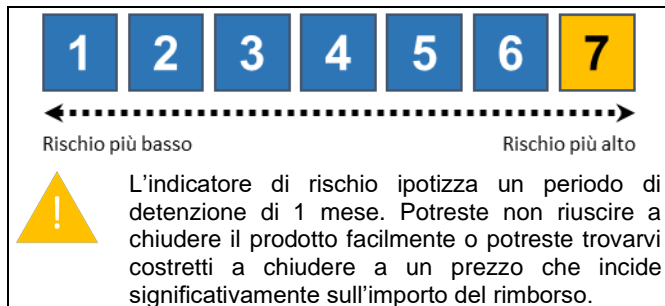 1 2 3 4 5 6 7
Rischio più basso Rischio più alto
!
L'indicatore di rischio ipotizza un periodo di
detenzione di 1 mese. Potreste non riuscire a
chiudere il prodotto facilmente o potreste trovarvi
costretti a chiudere a un prezzo che incide
significativamente sull'importo del rimborso.